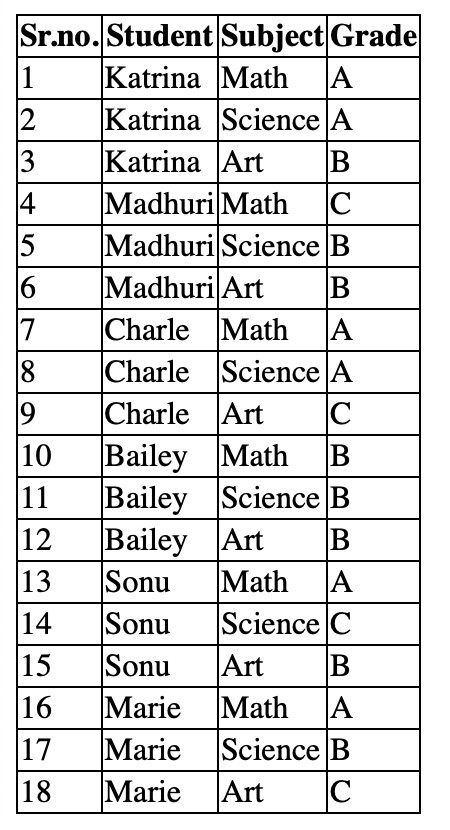 Sr.no. Student Subject Grade
1 Katrina Math A
2 Katrina Science A
3 Katrina Art B
4 Madhuri Math C
5 Madhuri Science B
6 Madhuri Art B
7 Charle Math A
8 Charle Science A
9 Charle Art C
10 Bailey Math B
11 Bailey Science B
12 Bailey Art B
13 Sonu Math A
14 Sonu Science C
15 Sonu Art B
16 Marie Math A
17 Marie Science B
18 Marie Art C